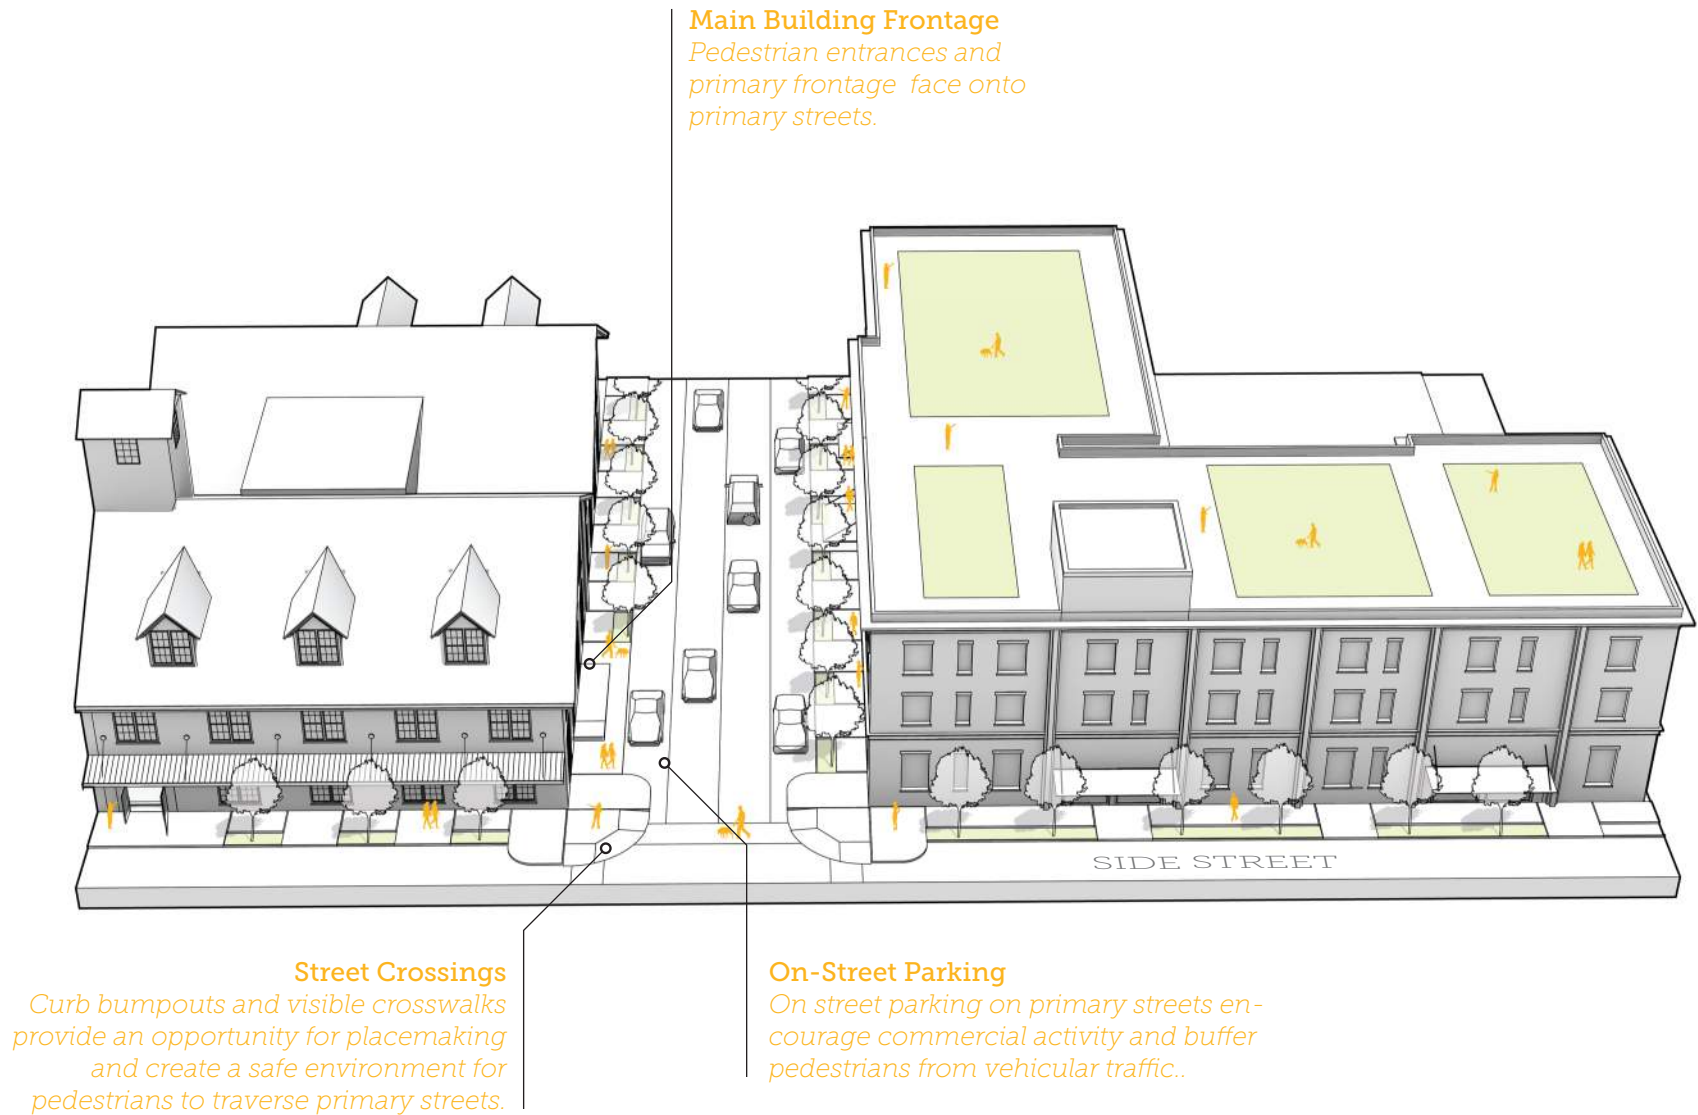 Main Building Frontage
Pedestrian entrances and
primary frontage face onto
primary streets.
SIDE STREET
Street Crossings
Curb bumpouts and visible crosswalks
provide an opportunity for placemaking
and create a safe environment for
pedestrians to traverse primary streets.
On-Street Parking
On street parking on primary streets en-
courage commercial activity and buffer
pedestrians from vehicular traffic..